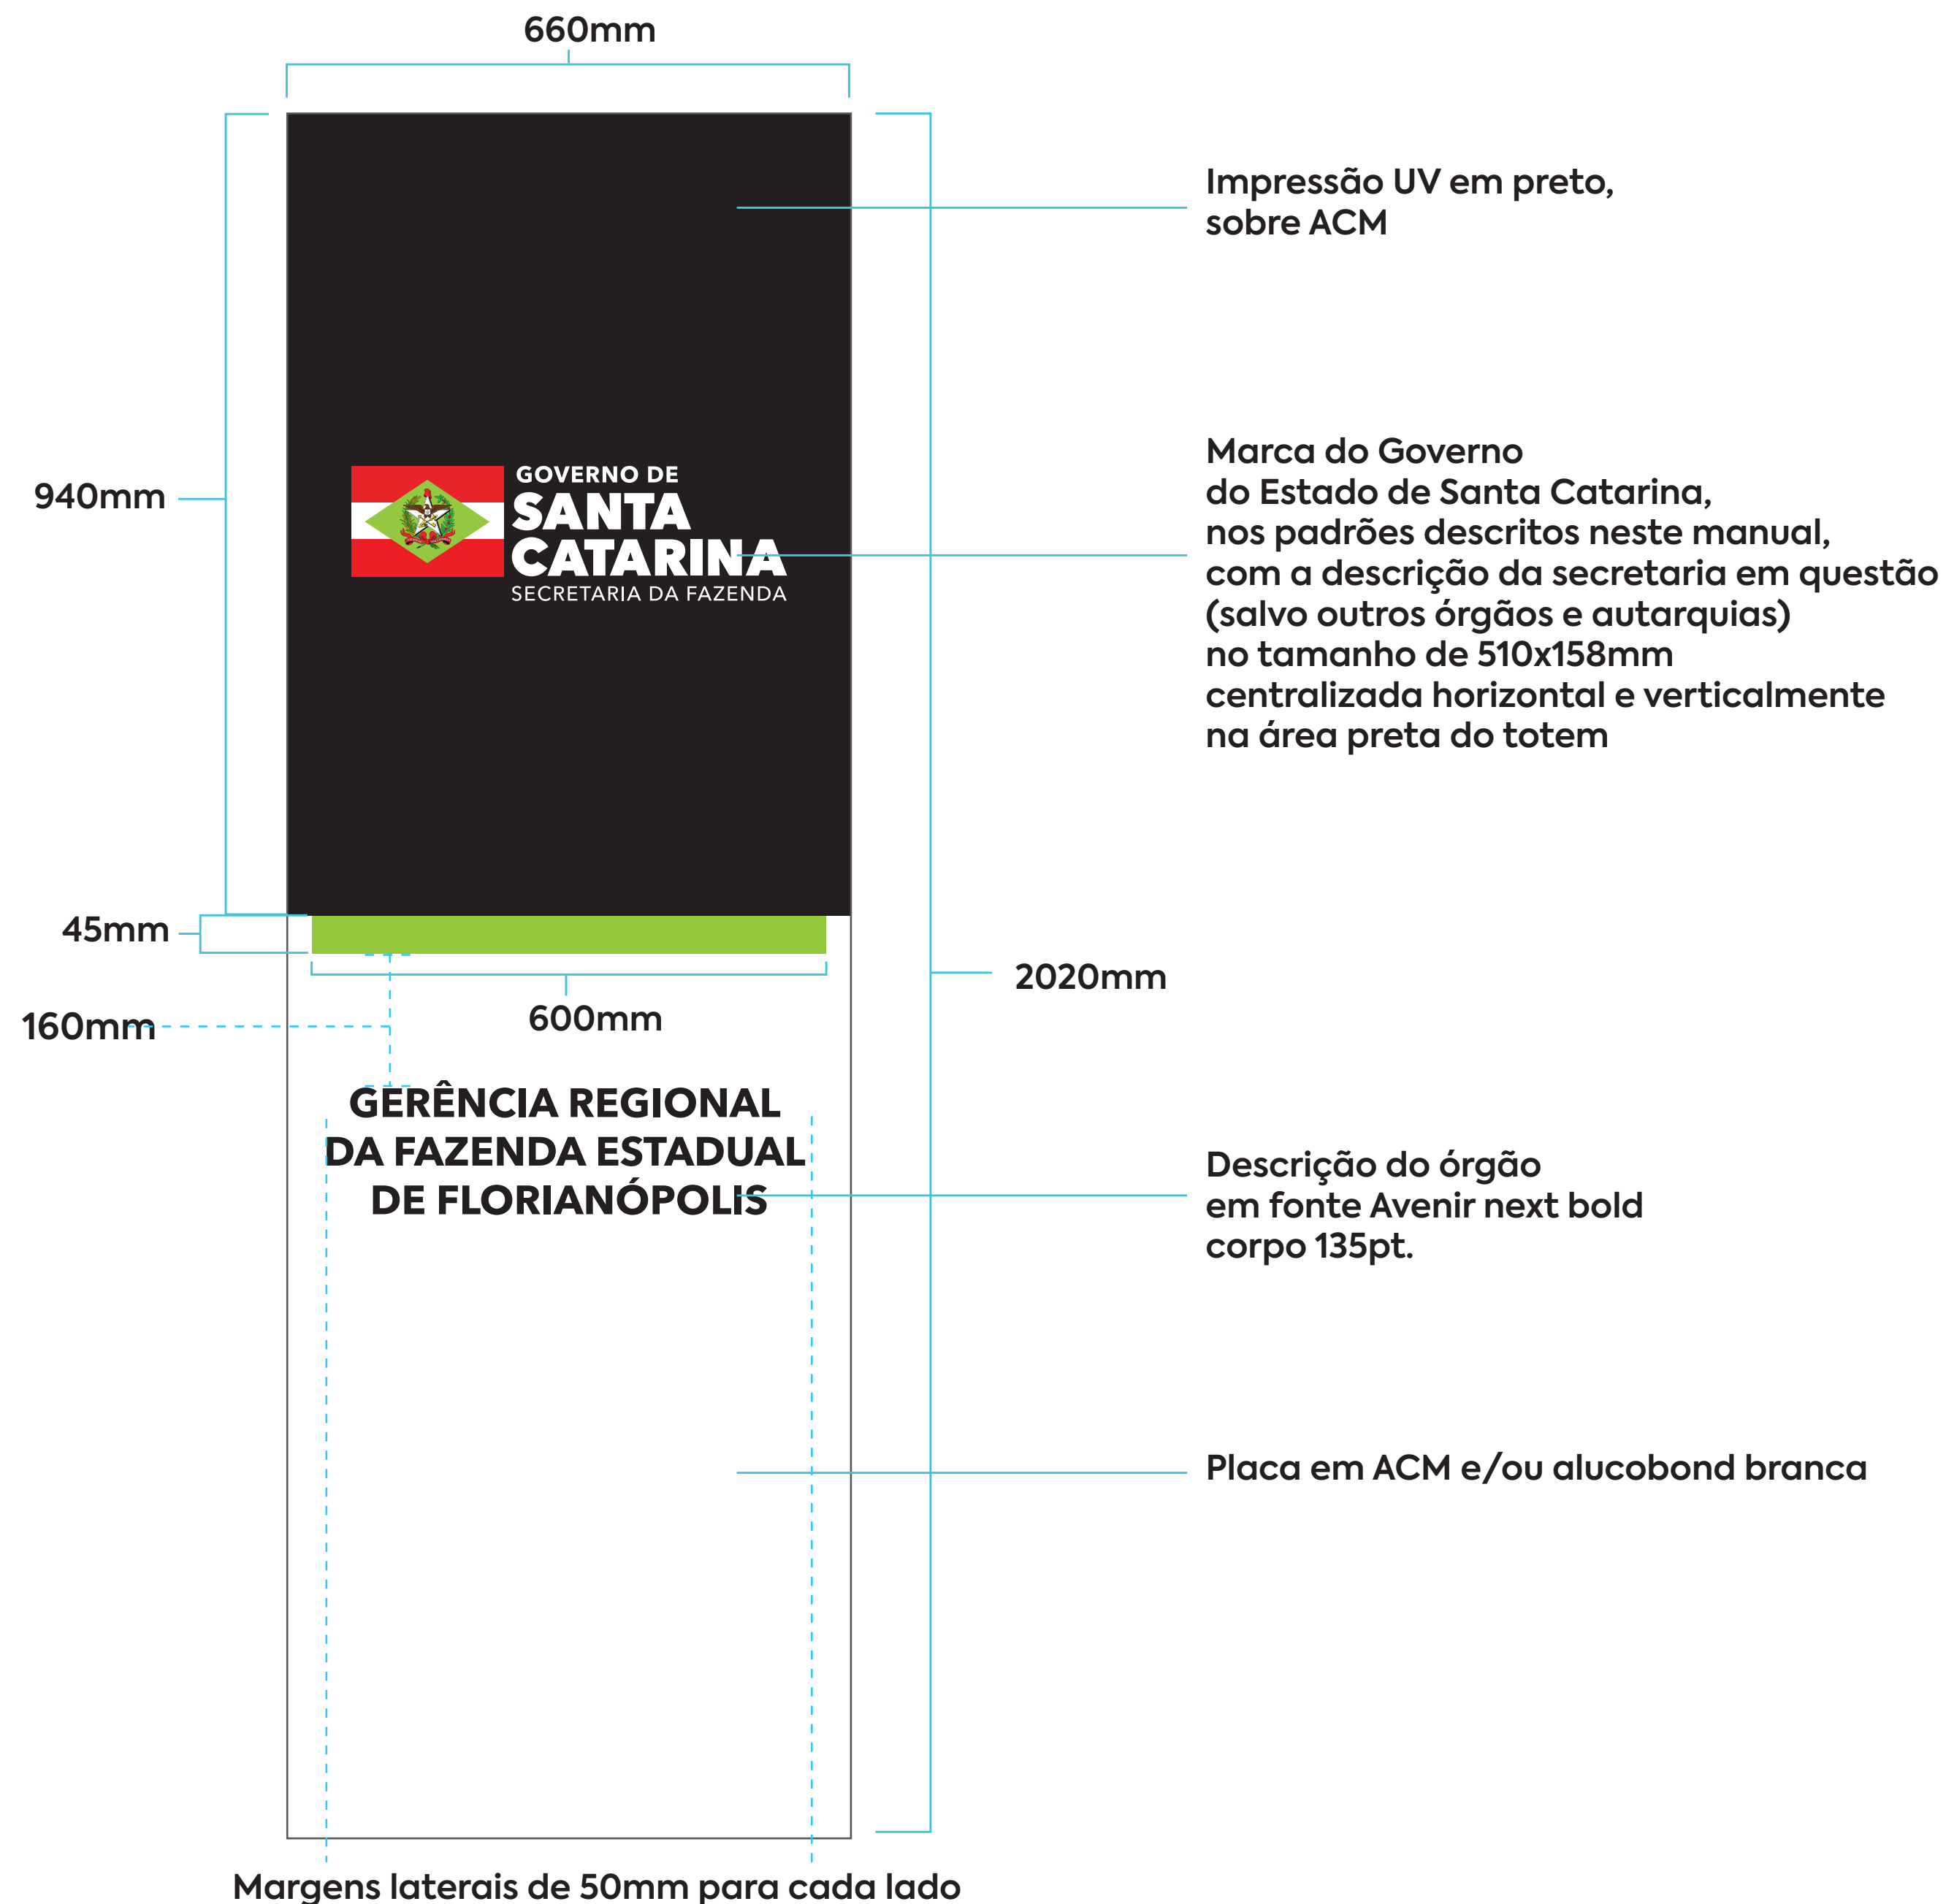 660mm
Impressão UV em preto,
sobre ACM
940mm
GOVERNO DE
SANTA
CATARINA
SECRETARIA DA FAZENDA
Marca do Governo
do Estado de Santa Catarina,
nos padrões descritos neste manual,
com a descrição da secretaria em questão
(salvo outros órgãos e autarquias)
no tamanho de 510x158mm
centralizada horizontal e verticalmente
na área preta do totem
45mm
2020mm
600mm
160mm
GERÊNCIA REGIONAL
DA FAZENDA ESTADUAL
DE FLORIANÓPOLIS
Descrição do órgão
em fonte Avenir next bold
corpo 135pt.
Placa em ACM e/ou alucobond branca
Margens laterais de 50mm para cada lado